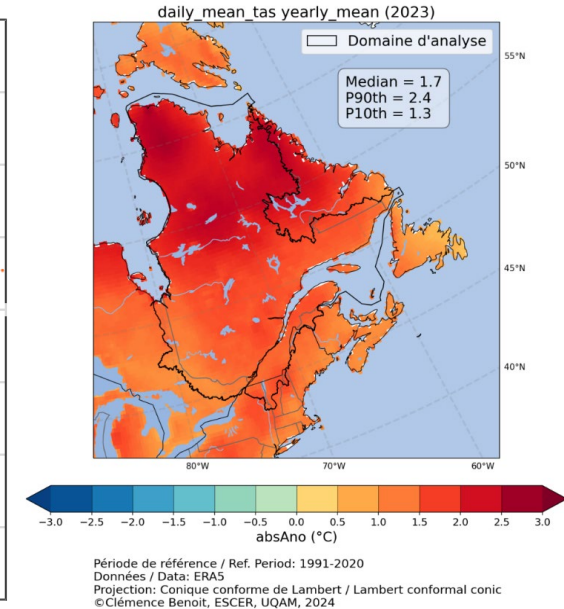 daily_mean_tas yearly_mean (2023)
Domaine d'analyse
Median = 1.7
P90th = 2.4
P10th = 1.3
55°N
50°N
45°N
40°N
80°W
70°W
60°W
−3.0 −2.5 −2.0 −1.5 −1.0 −0.5 0.0 0.5 1.0 1.5 2.0 2.5 3.0
absAno (°C)
Période de référence / Ref. Period: 1991-2020
Données / Data: ERA5
Projection: Conique conforme de Lambert / Lambert conformal conic
©Clémence Benoit, ESCER, UQAM, 2024